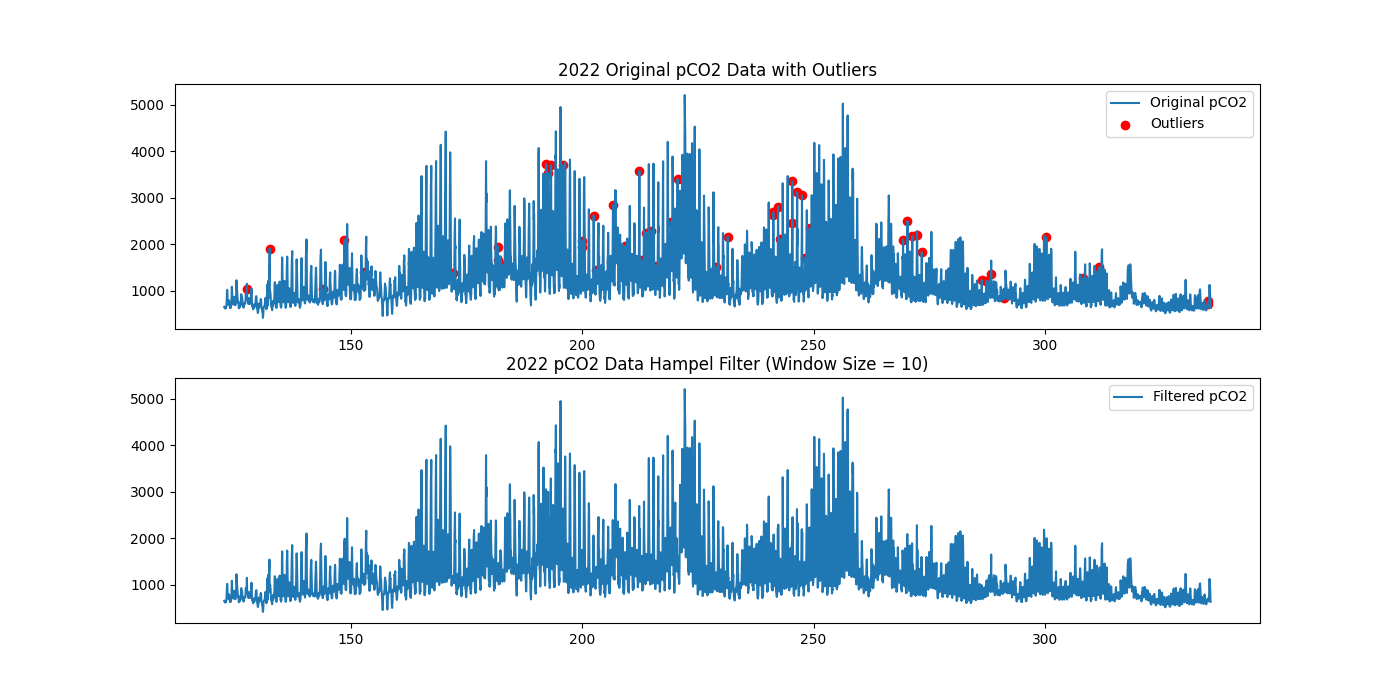 2022 Original pCO2 Data with Outliers
5000
4000
3000
2000
1000
Original pCO2
Outliers
150 200 250 300
2022 pCO2 Data Hampel Filter (Window Size = 10)
5000
4000
3000
2000
1000
Filtered pCO2
150 200 250 300